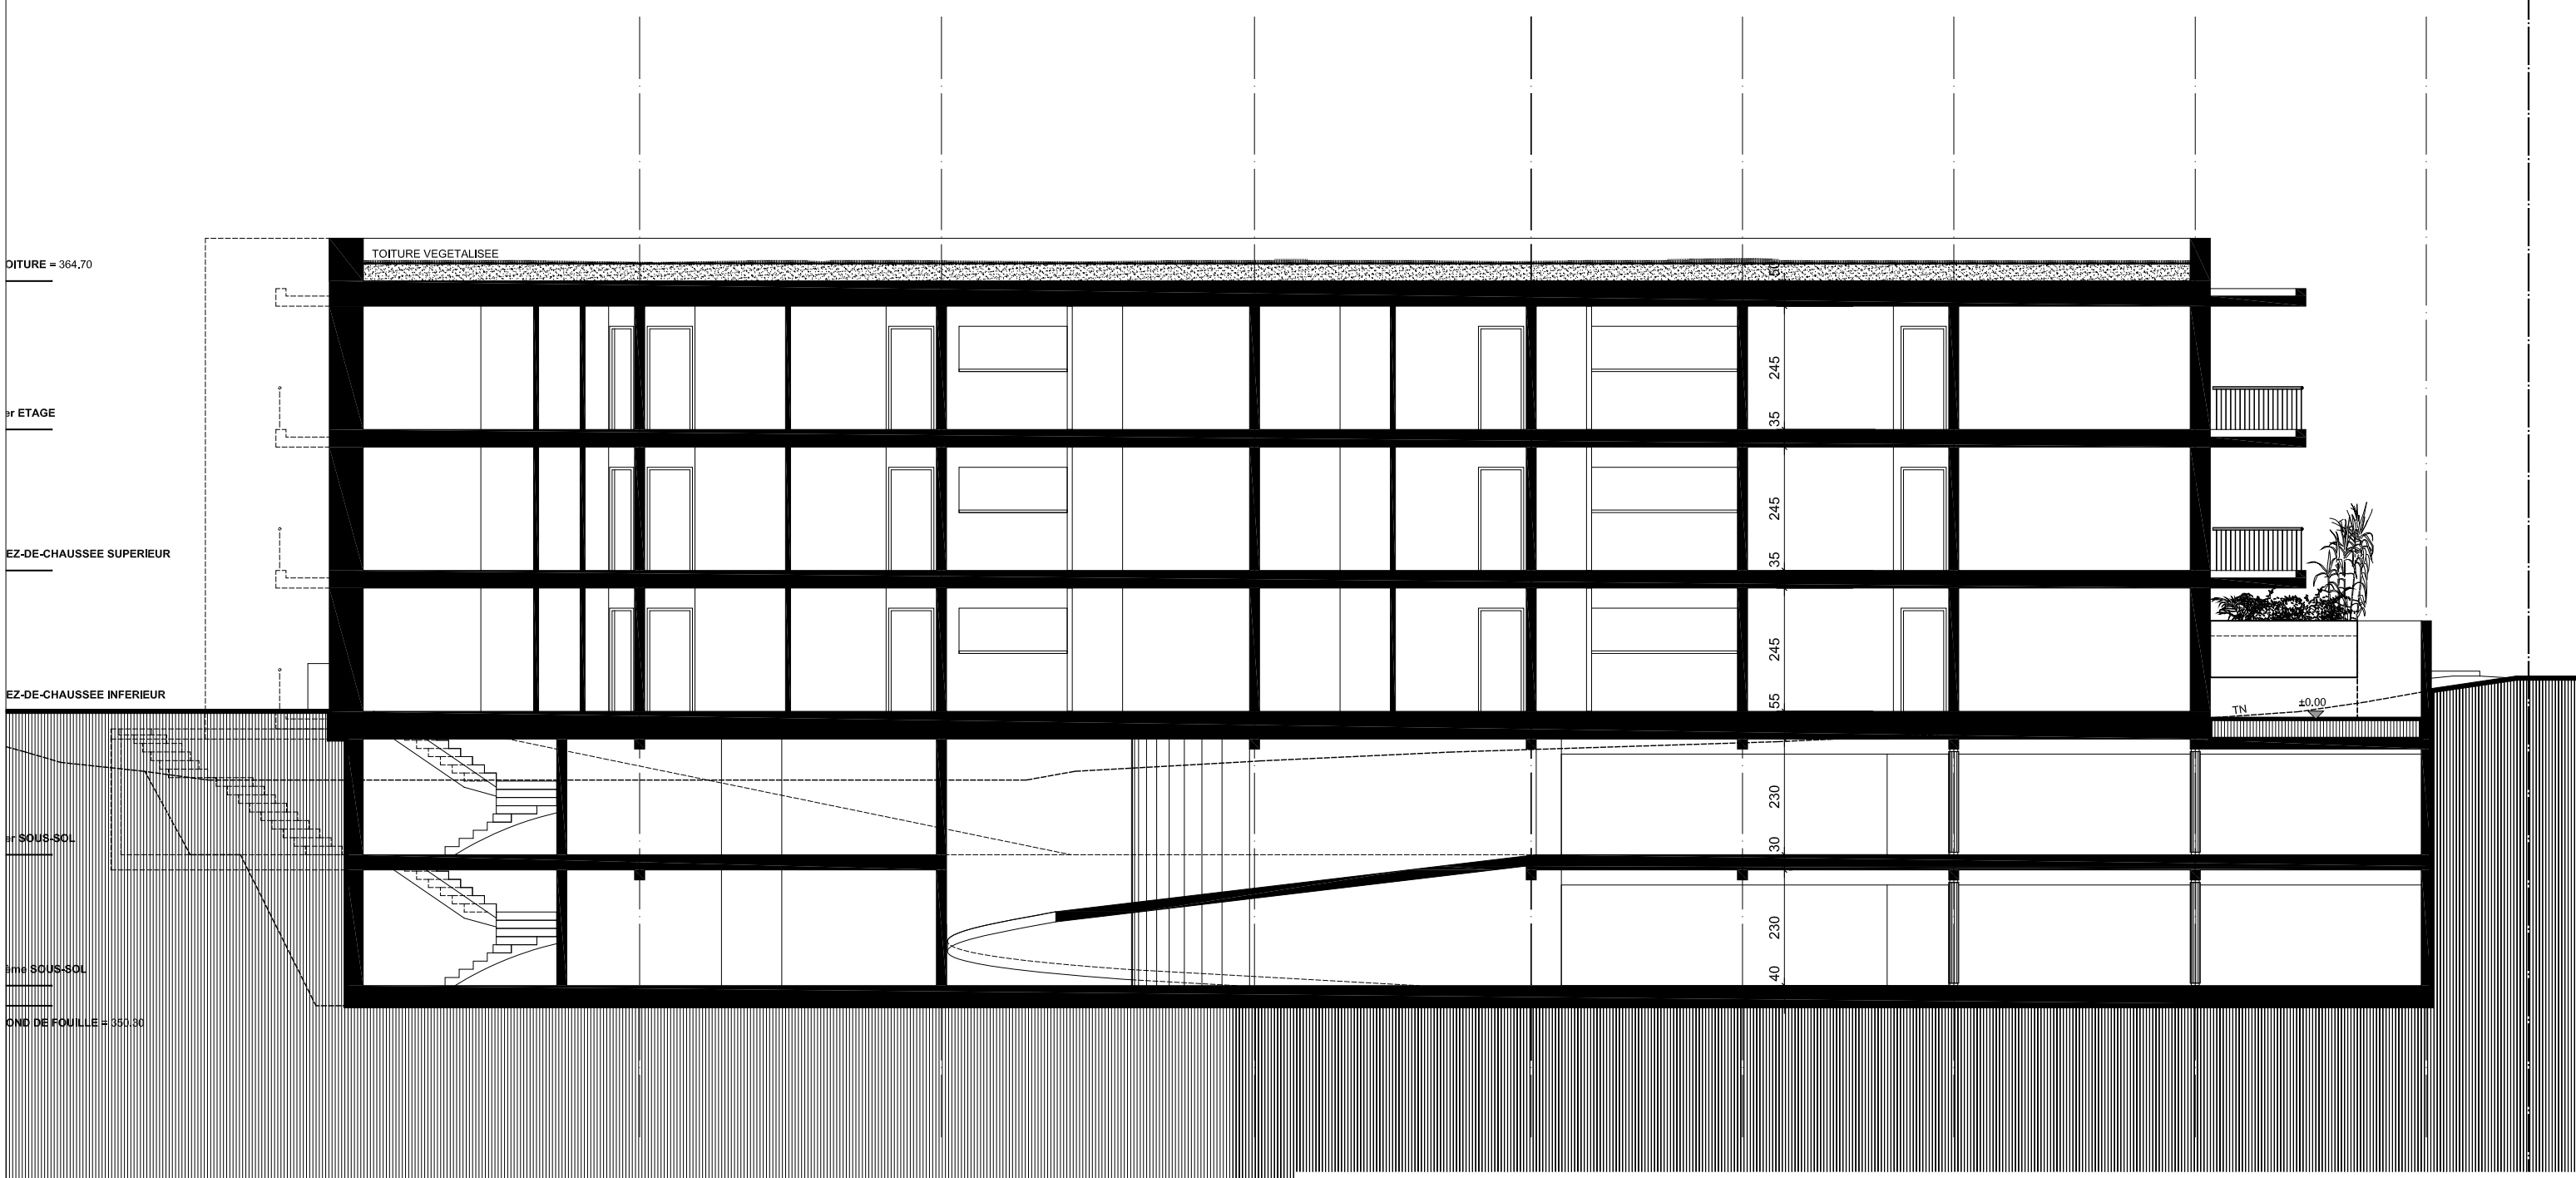 TOITURE VEGETALISEE
OITURE = 364.70
50
245
er ETAGE
35
245
EZ-DE-CHAUSSEE SUPERIEUR
35
245
EZ-DE-CHAUSSEE INFERIEUR
55
TN
±0.00
230
er SOUS-SOL
30
230
ème SOUS-SOL
40
OND DE FOUILLE = 350.30